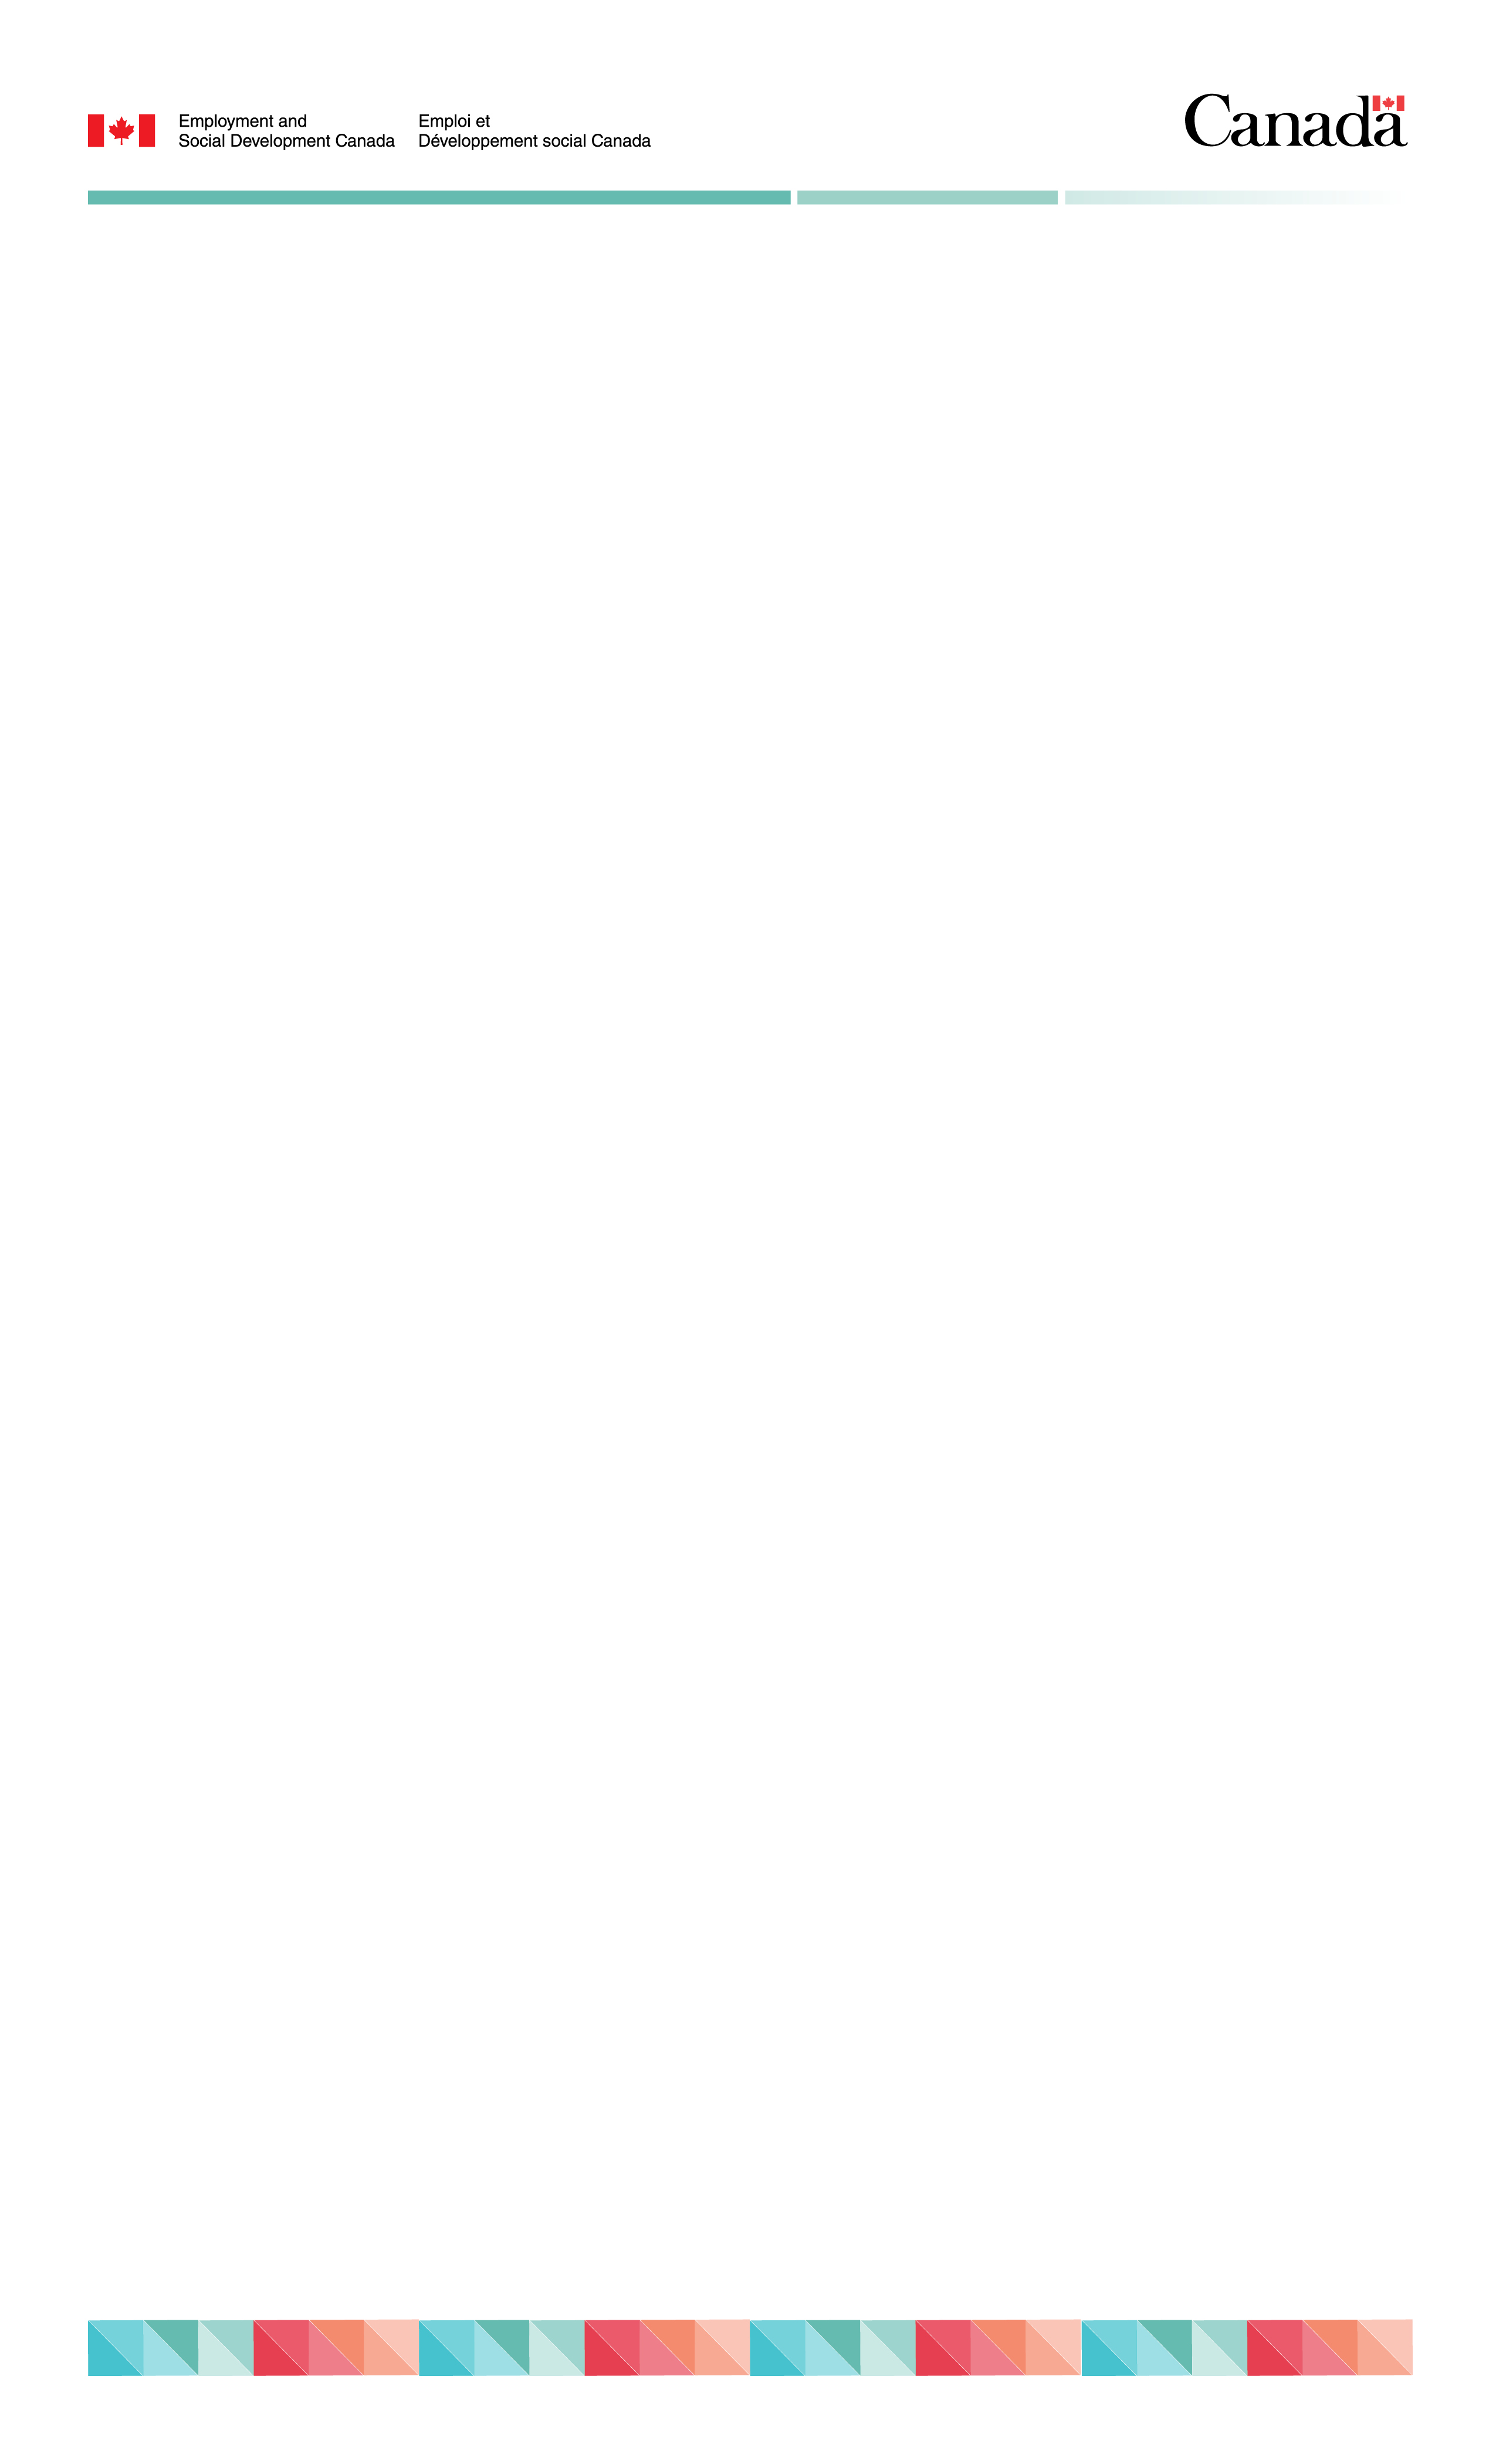 Employment and
Social Development Canada
Emploi et
Développement social Canada
Canada